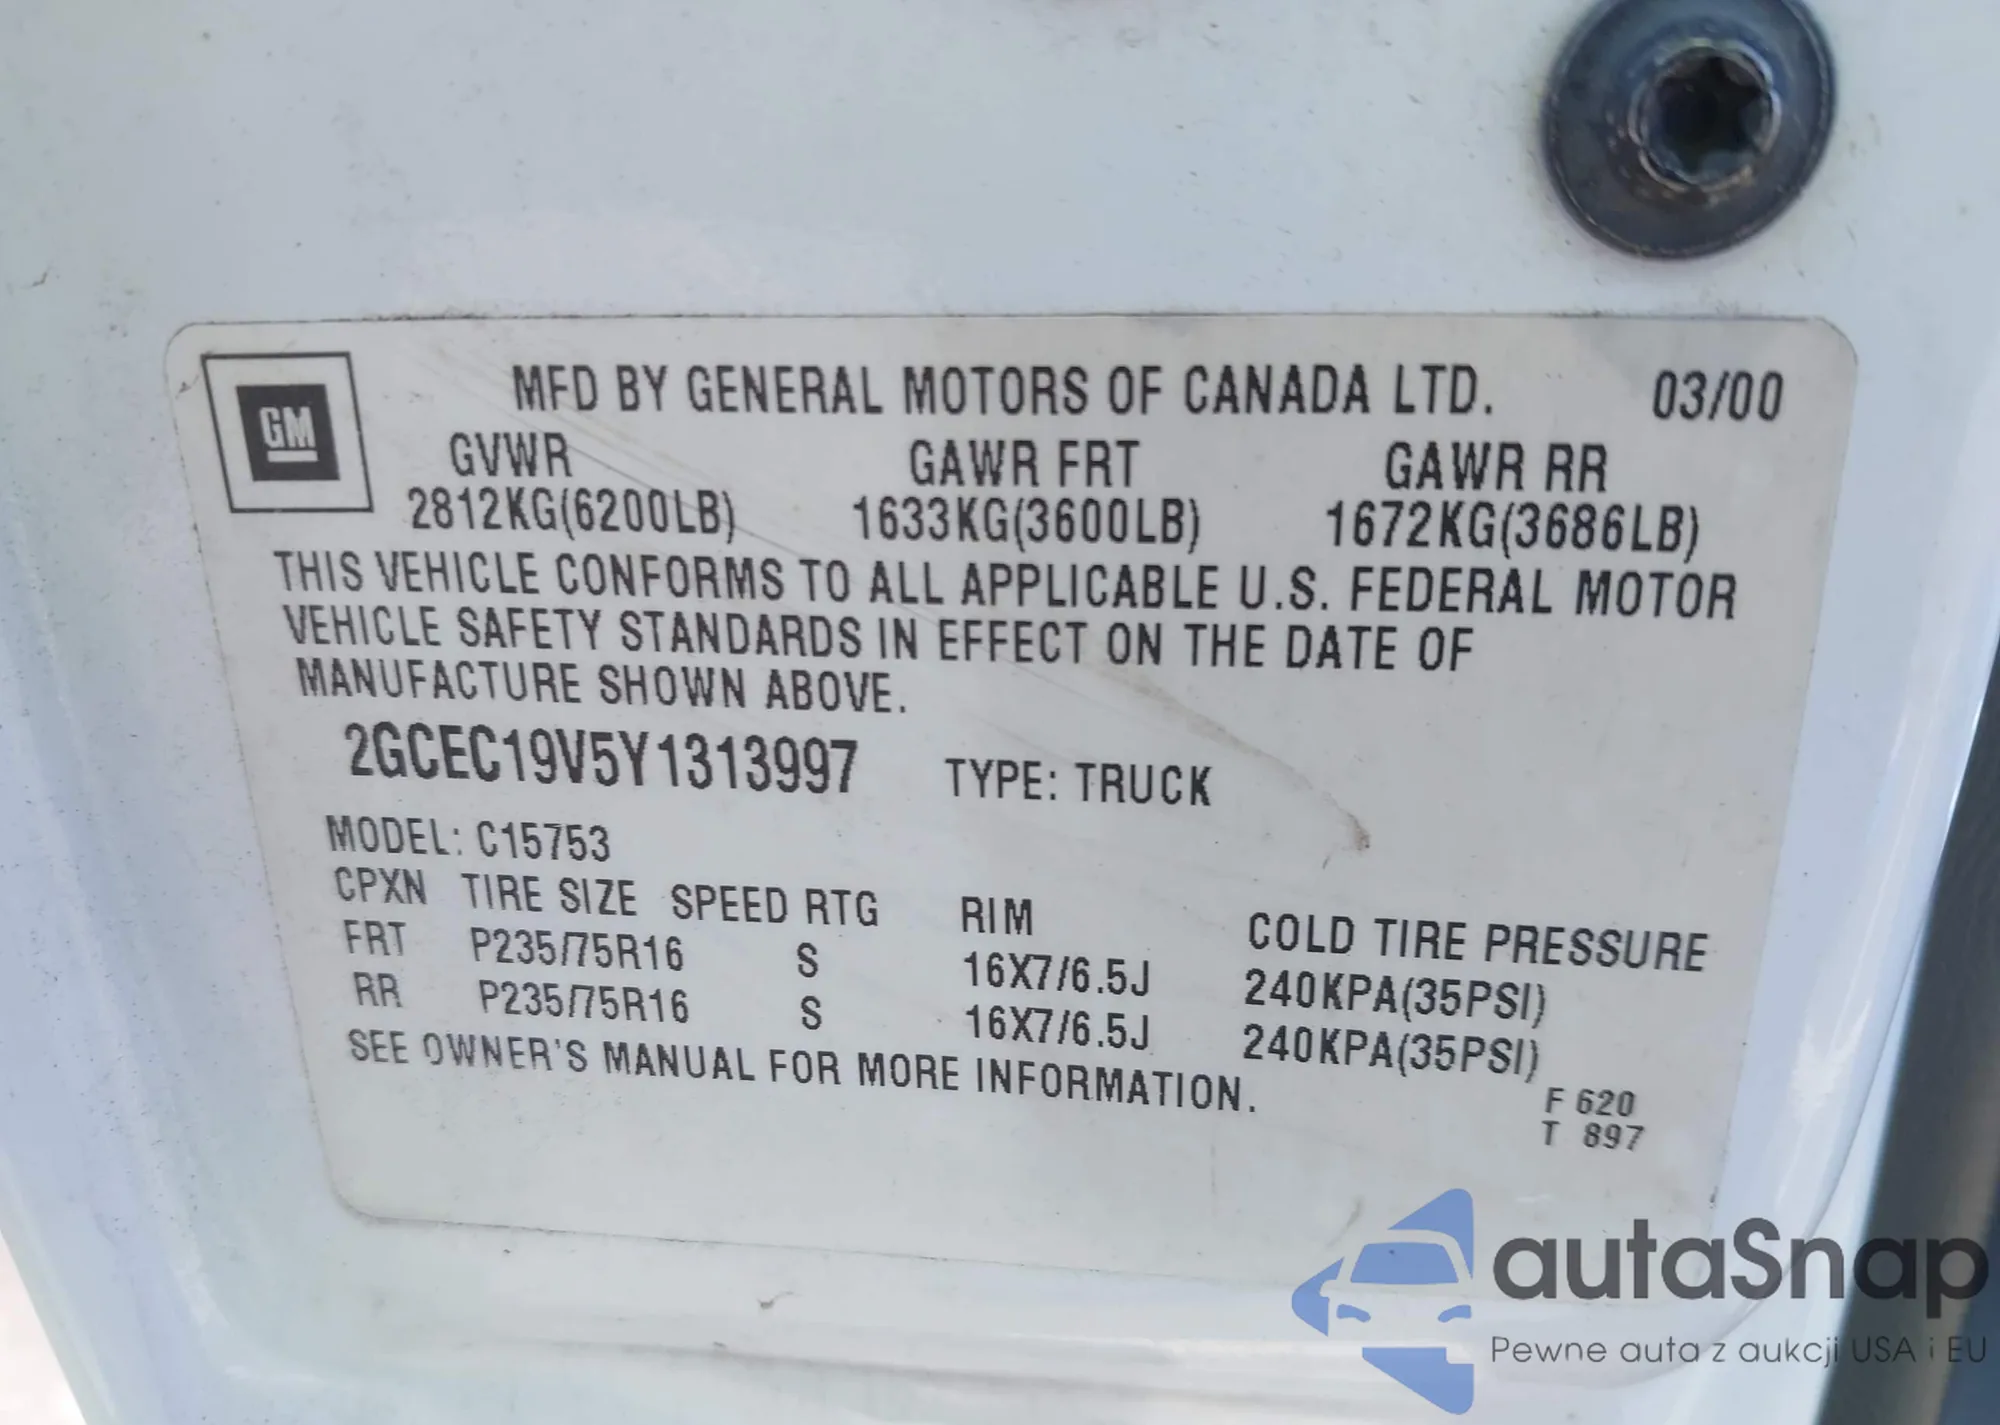 MFD BY GENERAL MOTORS OF CANADA LTD. 03/00
GM
GVWR GAWR FRT GAWR RR
2812KG(6200LB) 1633KG(3600LB) 1672KG(3686LB)
THIS VEHICLE CONFORMS TO ALL APPLICABLE U.S. FEDERAL MOTOR
VEHICLE SAFETY STANDARDS IN EFFECT ON THE DATE OF
MANUFACTURE SHOWN ABOVE.
2GCEC19V5Y1313997 TYPE: TRUCK
MODEL: C15753
CPXN TIRE SIZE SPEED RTG RIM COLD TIRE PRESSURE
FRT P235/75R16 S 16X7/6.5J 240KPA(35PSI)
RR P235/75R16 S 16X7/6.5J 240KPA(35PSI)
SEE OWNER'S MANUAL FOR MORE INFORMATION.
F 620
T 897
autaSnap
Pewne auta z aukcji USA i EU